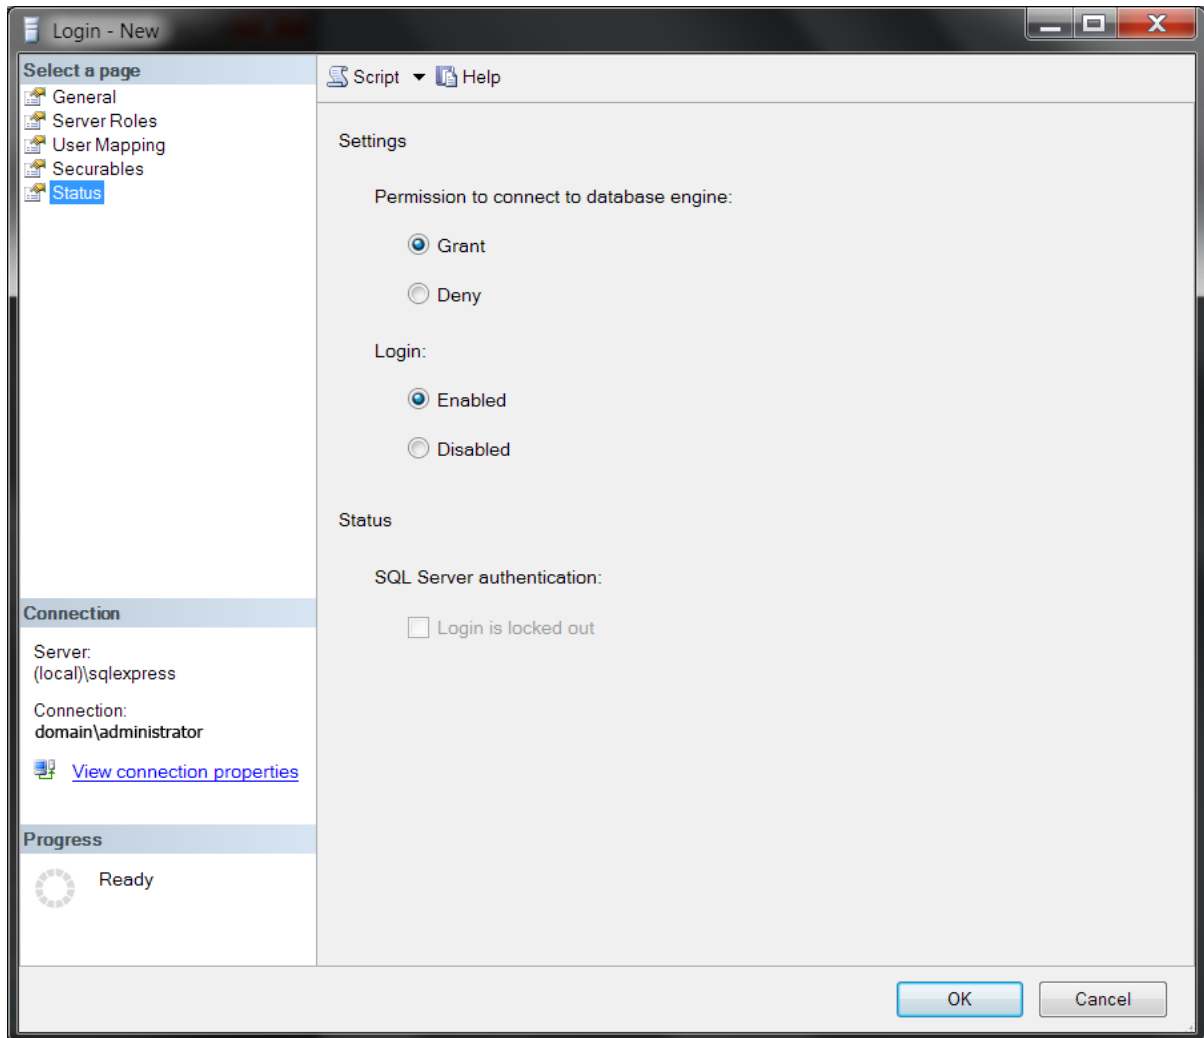 Login - New
Select a page
General
Server Roles
User Mapping
Securables
Status
Script Help
Settings
Permission to connect to database engine:
Grant
Deny
Login:
Enabled
Disabled
Status
SQL Server authentication:
Login is locked out
Connection
Server:
(local)\sqlexpress
Connection:
domain\administrator
View connection properties
Progress
Ready
OK Cancel